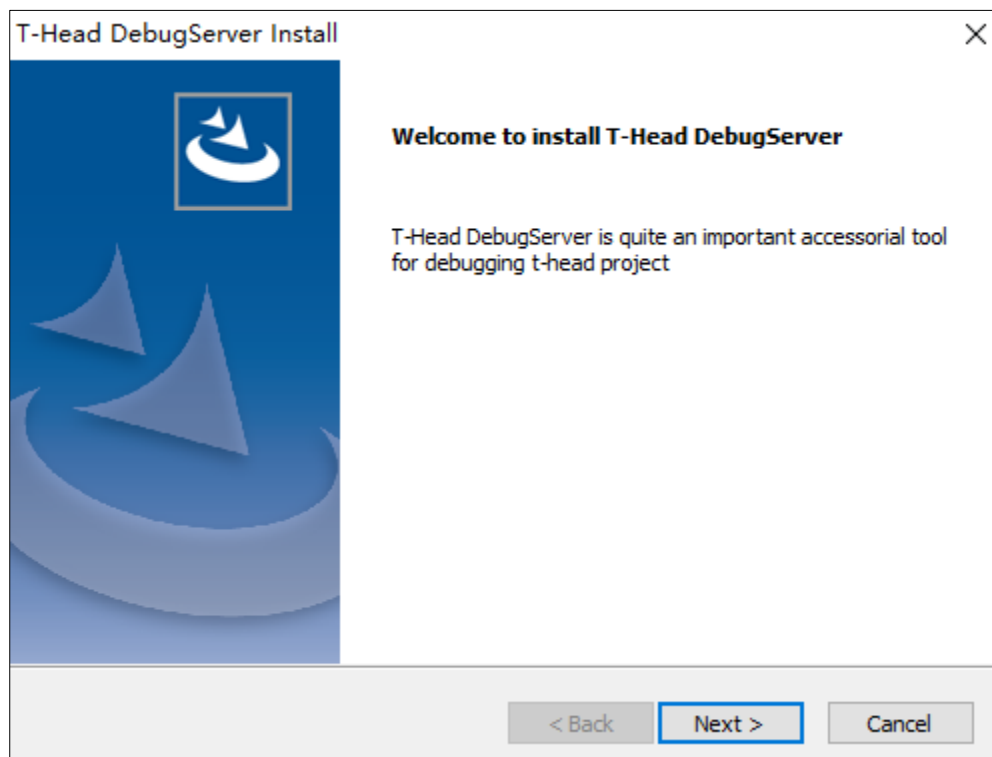 T-Head DebugServer Install
Welcome to install T-Head DebugServer
T-Head DebugServer is quite an important accessorial tool
for debugging t-head project
< Back
Next >
Cancel